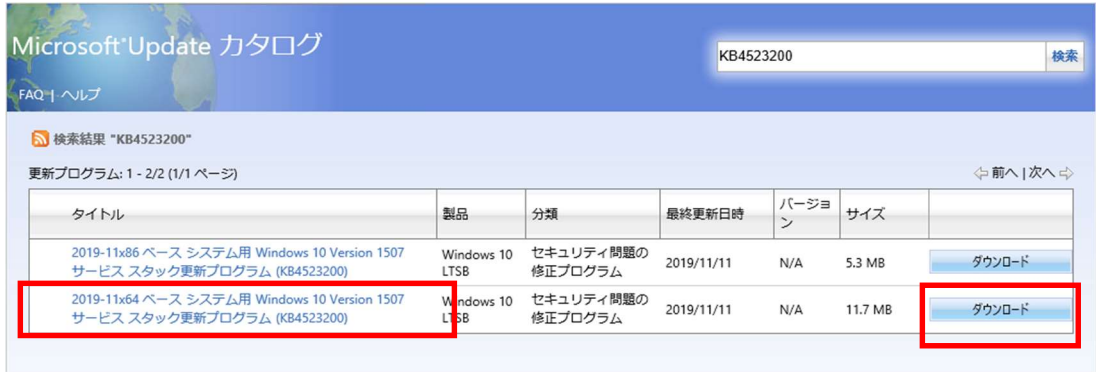 Microsoft®Update カタログ
KB4523200
検索
FAQ | ヘルプ
検索結果 "KB4523200"
更新プログラム: 1 - 2/2 (1/1 ページ)
前へ | 次へ
タイトル 製品 分類 最終更新日時 バージョン サイズ
2019-11x86 ベース システム用 Windows 10 Version 1507
サービス スタック更新プログラム (KB4523200)
Windows 10
LTSB
セキュリティ問題の
修正プログラム
2019/11/11 N/A 5.3 MB ダウンロード
2019-11x64 ベース システム用 Windows 10 Version 1507
サービス スタック更新プログラム (KB4523200)
Windows 10
LTSB
セキュリティ問題の
修正プログラム
2019/11/11 N/A 11.7 MB ダウンロード